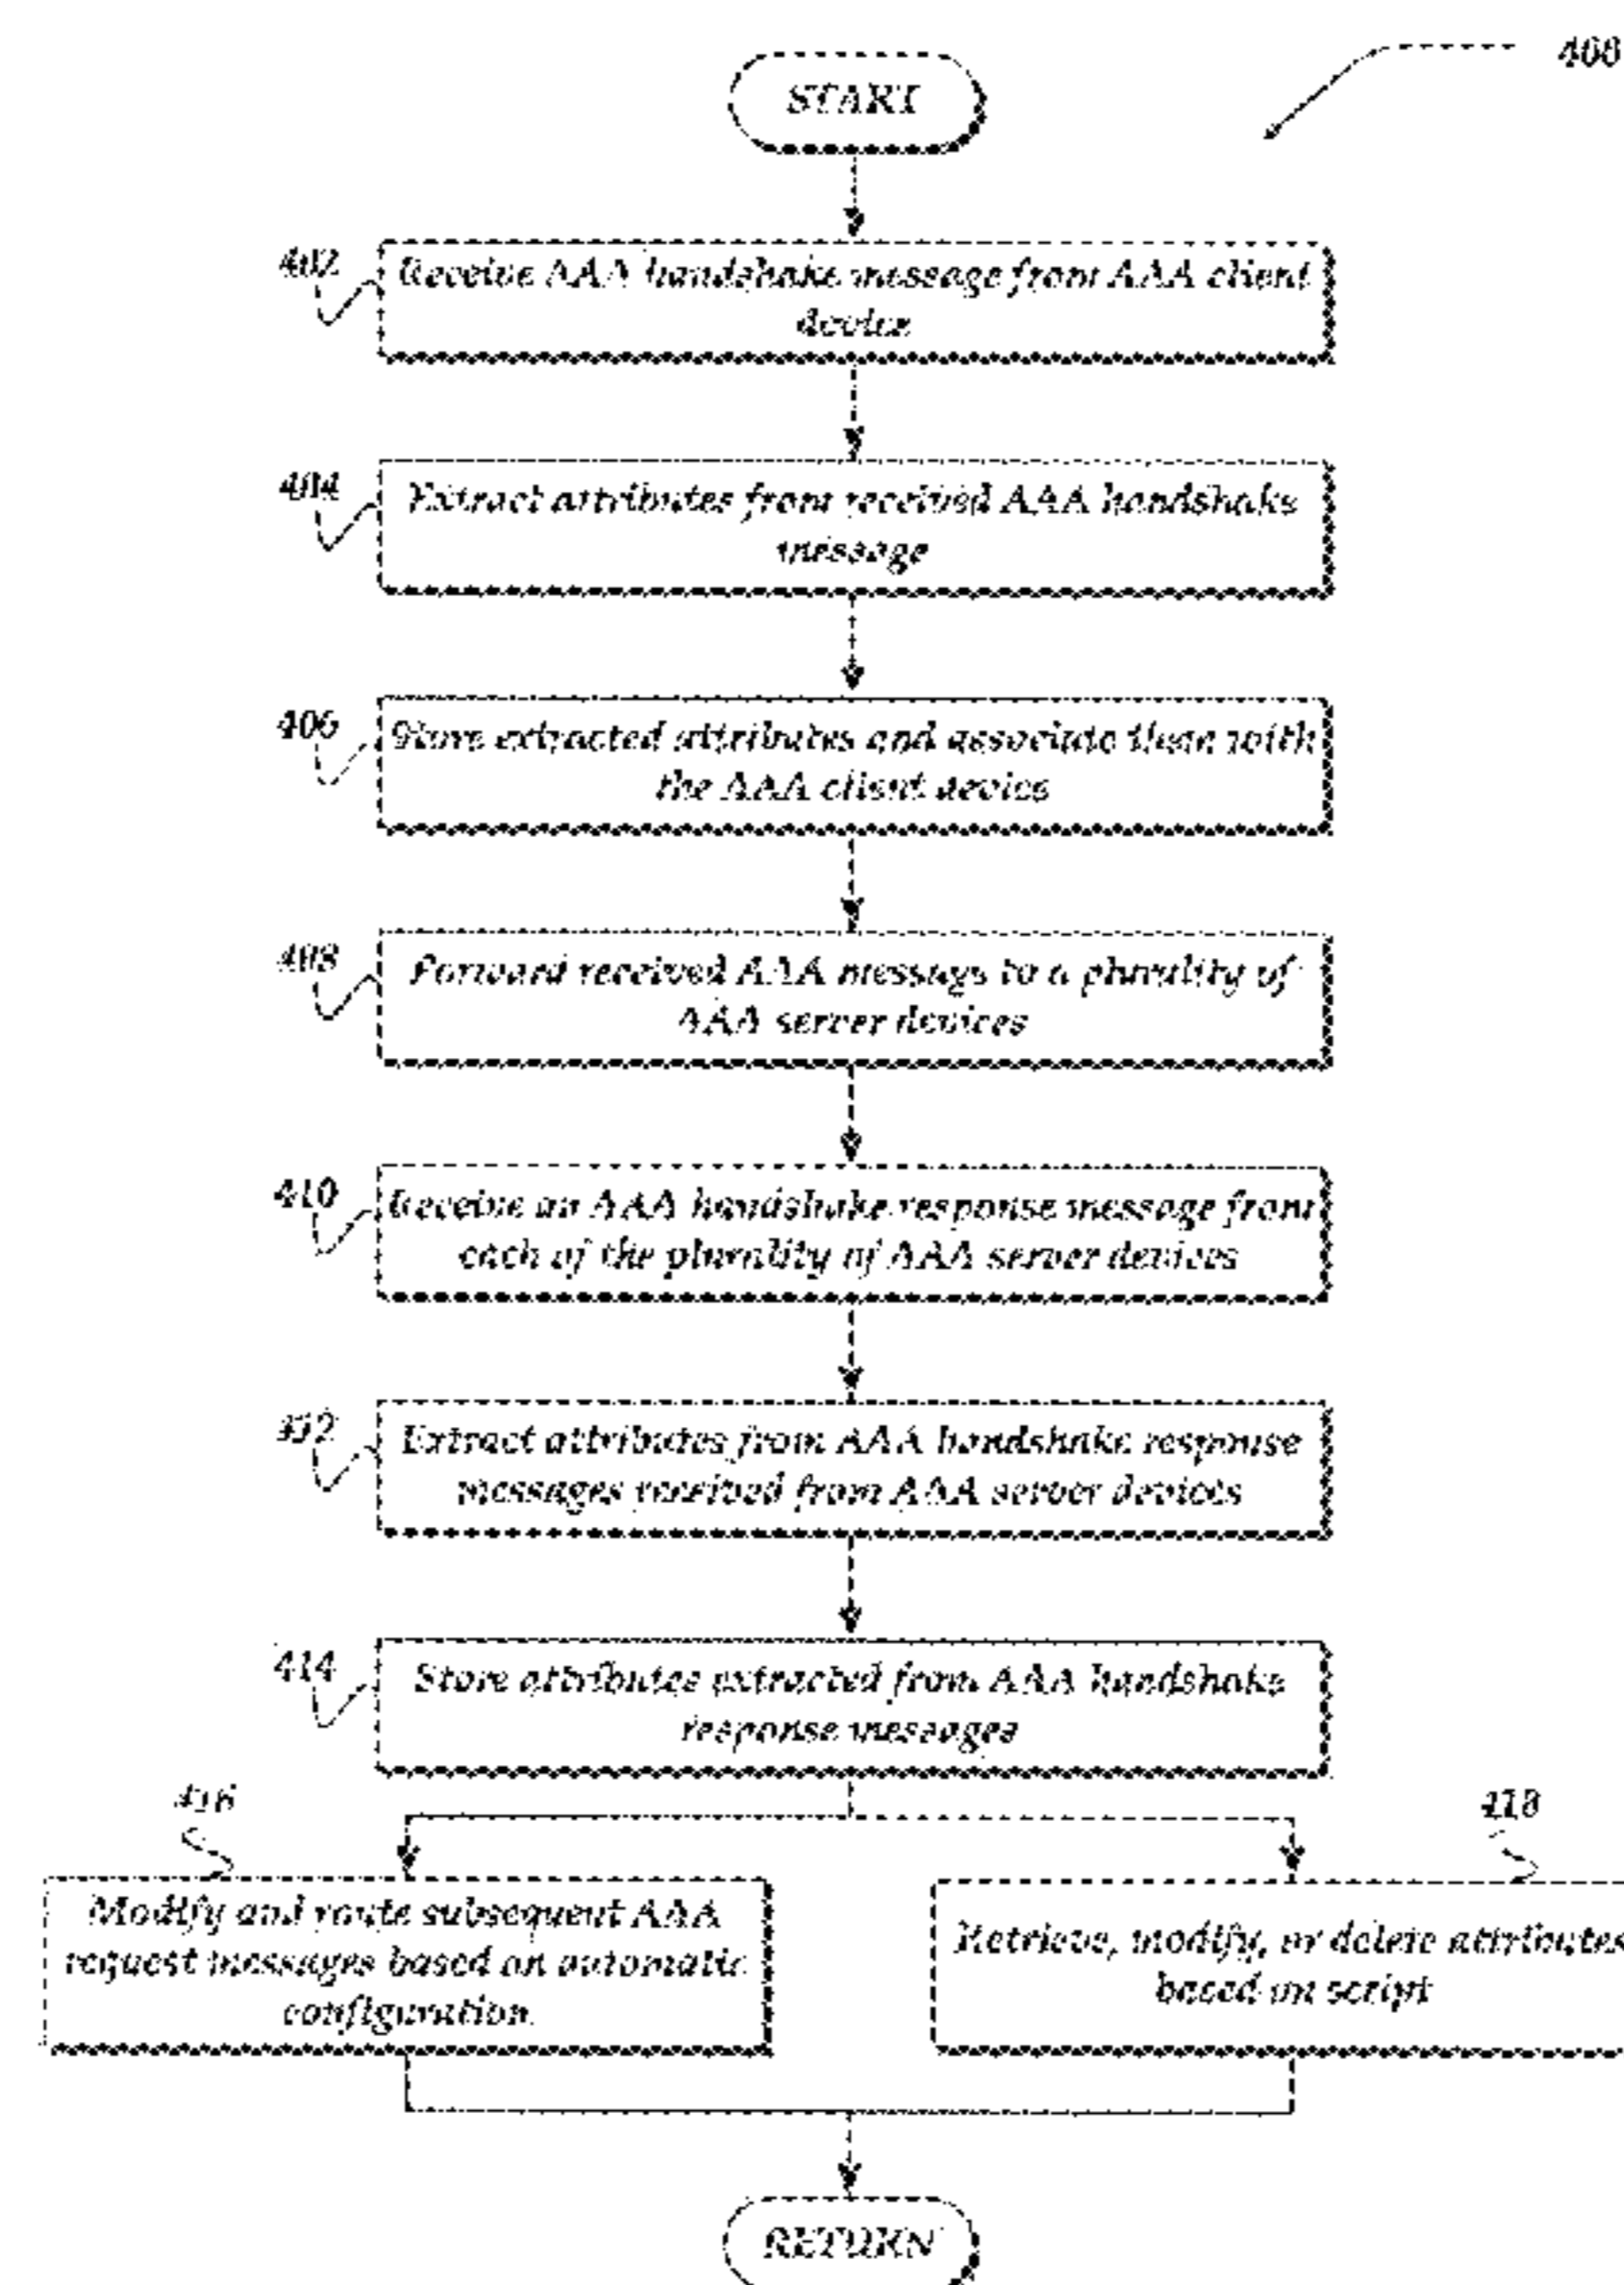 400
START
402
Receive AAA handshake message from AAA client
device
404
Extract attributes from received AAA handshake
message
406
Store extracted attributes and associate them with
the AAA client device
408
Forward received AAA message to a plurality of
AAA server devices
410
Receive an AAA handshake response message from
each of the plurality of AAA server devices
412
Extract attributes from AAA handshake response
messages received from AAA server devices
414
Store attributes extracted from AAA handshake
response messages
416
418
Modify and route subsequent AAA
request messages based on automatic
configuration
Retrieve, modify, or delete attributes
based on script
RETURN